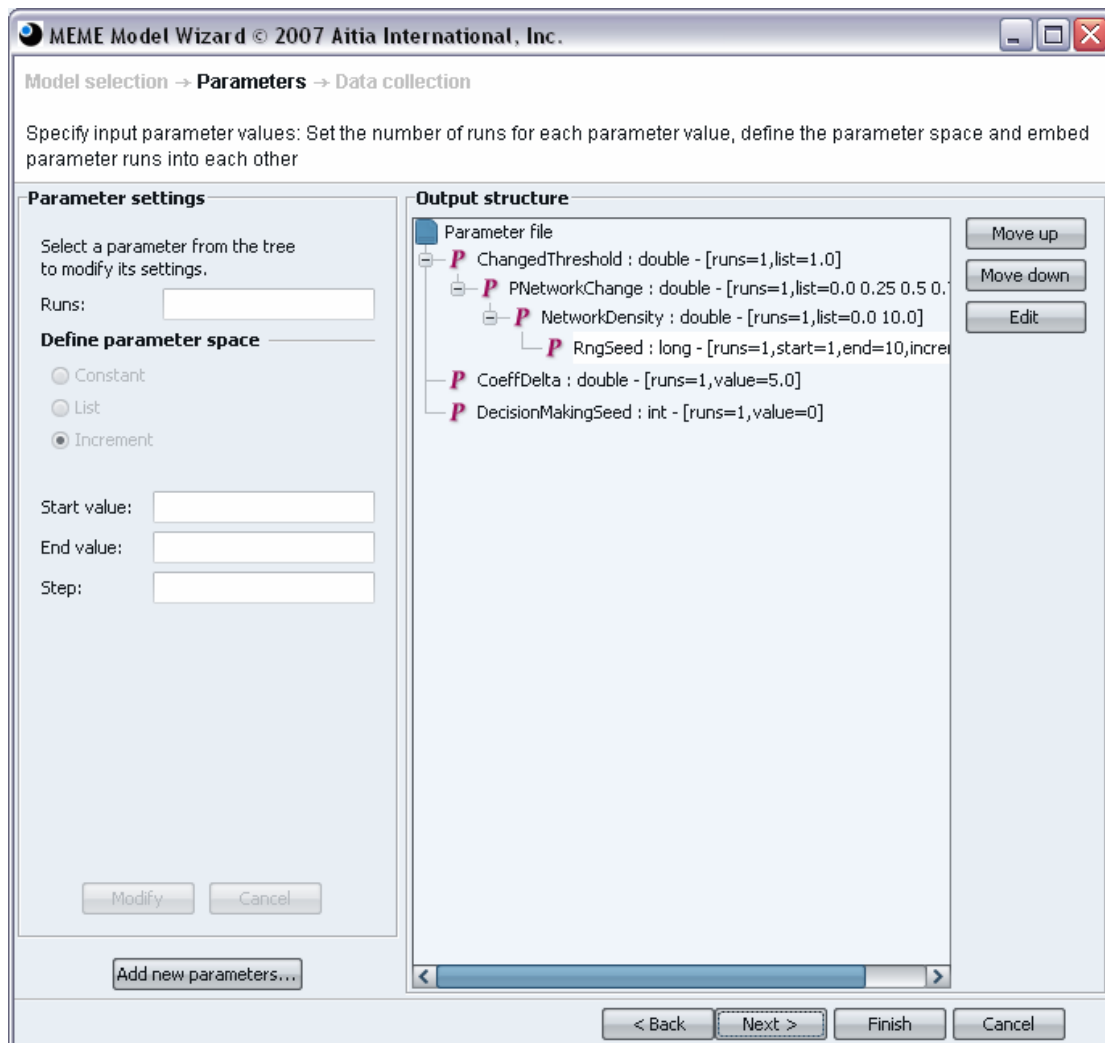 MEME Model Wizard © 2007 Aitia International, Inc.
Model selection → Parameters → Data collection
Specify input parameter values: Set the number of runs for each parameter value, define the parameter space and embed
parameter runs into each other
Parameter settings
Select a parameter from the tree
to modify its settings.
Runs:
Define parameter space
Constant
List
Increment
Start value:
End value:
Step:
Modify
Cancel
Add new parameters...
Output structure
Parameter file
P ChangedThreshold : double - [runs=1,list=1.0]
P PNetworkChange : double - [runs=1,list=0.0 0.25 0.5 0.
P NetworkDensity : double - [runs=1,list=0.0 10.0]
P RngSeed : long - [runs=1,start=1,end=10,incre
P CoeffDelta : double - [runs=1,value=5.0]
P DecisionMakingSeed : int - [runs=1,value=0]
Move up
Move down
Edit
< Back
Next >
Finish
Cancel